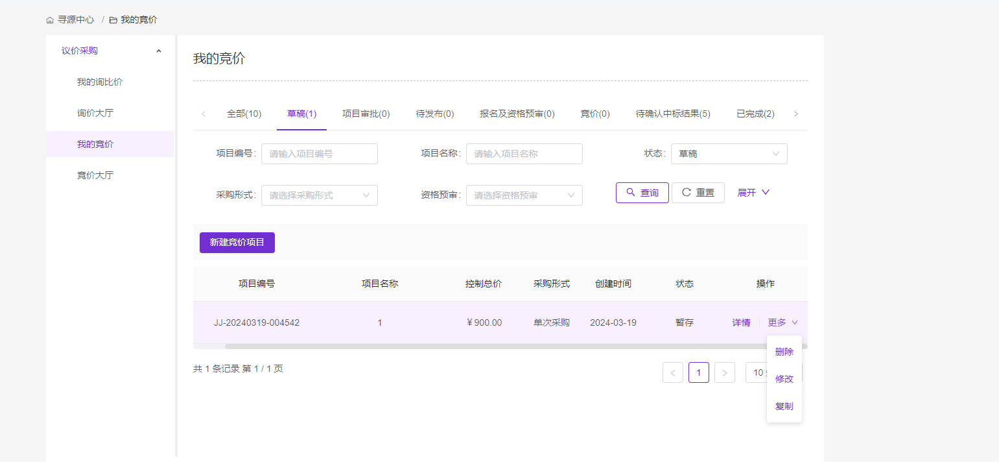 寻源中心 / 我的竞价
议价采购
我的询比价
询价大厅
我的竞价
竞价大厅
我的竞价
全部(10) 草稿(1) 项目审批(0) 待发布(0) 报名及资格预审(0) 竞价(0) 待确认中标结果(5) 已完成(2)
项目编号: 请输入项目编号 项目名称: 请输入项目名称 状态: 草稿
采购形式: 请选择采购形式 资格预审: 请选择资格预审 查询 重置 展开
新建竞价项目
项目编号 项目名称 控制总价 采购形式 创建时间 状态 操作
JJ-20240319-004542 1 ￥900.00 单次采购 2024-03-19 暂存 详情 更多
删除
修改
复制
共 1 条记录 第 1 / 1 页 < 1 > 10